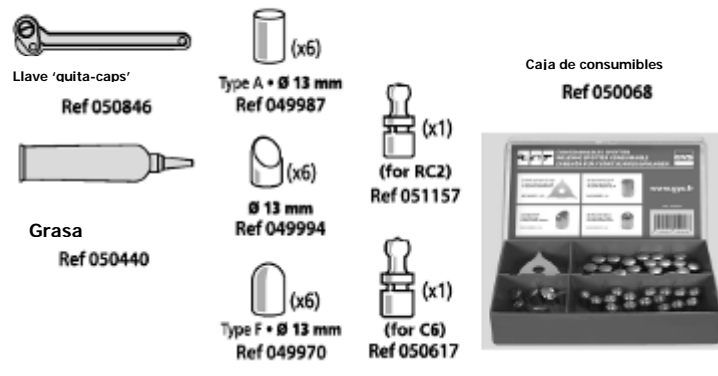 Llave ‘quita-caps’
Ref 050846
Grasa
Ref 050440
(x6)
Type A • Ø 13 mm
Ref 049987
(x6)
Ø 13 mm
Ref 049994
(x6)
Type F • Ø 13 mm
Ref 049970
(x1)
(for RC2)
Ref 051157
(x1)
(for C6)
Ref 050617
Caja de consumibles
Ref 050068
www.gys.fr